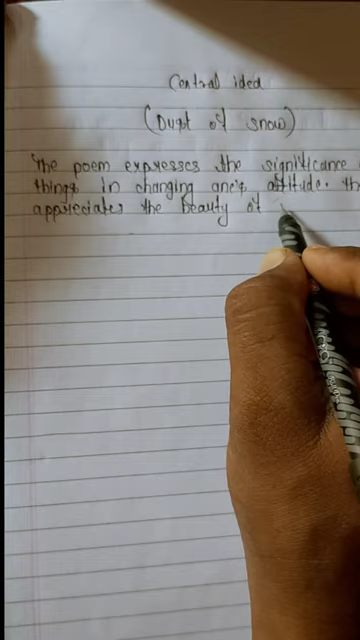 Central idea
(Dust of snow)
The poem expresses the significance
things in changing one's attitude. Th
appreciates the beauty of